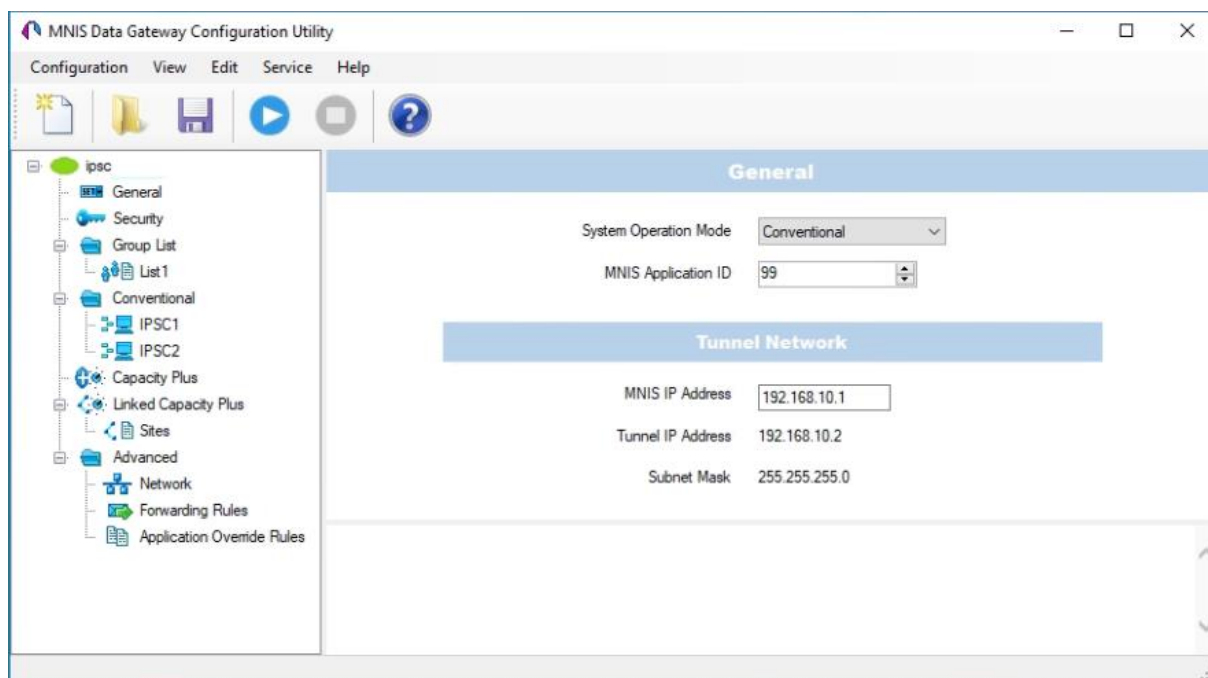 MNIS Data Gateway Configuration Utility
Configuration View Edit Service Help
ipsc
General
Security
Group List
List1
Conventional
IPSC1
IPSC2
Capacity Plus
Linked Capacity Plus
Sites
Advanced
Network
Forwarding Rules
Application Override Rules
General
System Operation Mode Conventional
MNIS Application ID 99
Tunnel Network
MNIS IP Address 192.168.10.1
Tunnel IP Address 192.168.10.2
Subnet Mask 255.255.255.0